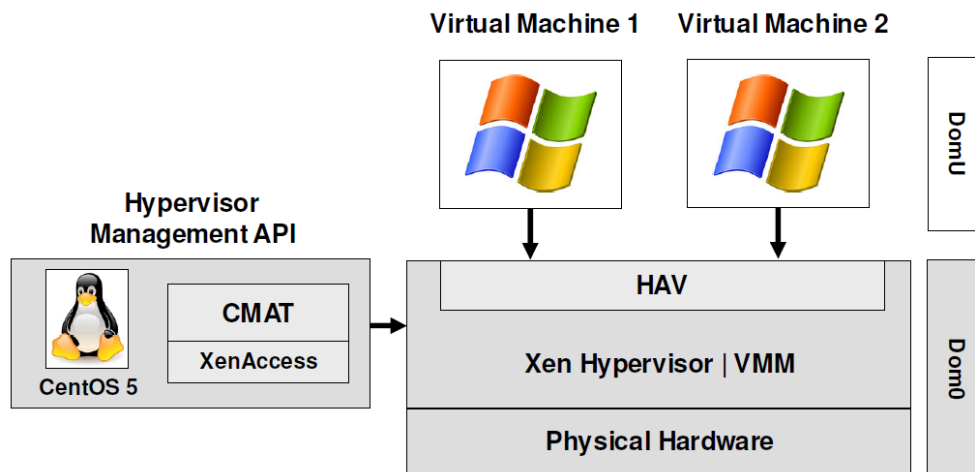 Virtual Machine 1
Virtual Machine 2
DomU
Hypervisor
Management API
CentOS 5
CMAT
XenAccess
HAV
Xen Hypervisor | VMM
Physical Hardware
Dom0